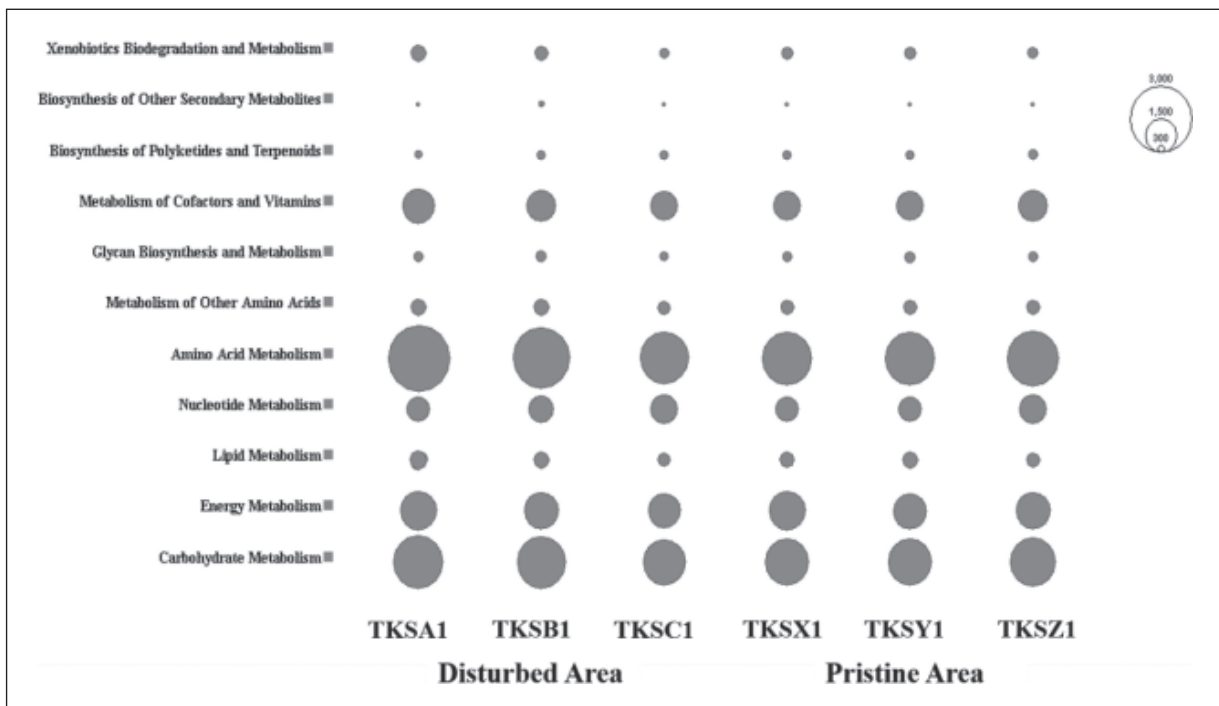 Xenobiotics Biodegradation and Metabolism
Biosynthesis of Other Secondary Metabolites
Biosynthesis of Polyketides and Terpenoids
Metabolism of Cofactors and Vitamins
Glycan Biosynthesis and Metabolism
Metabolism of Other Amino Acids
Amino Acid Metabolism
Nucleotide Metabolism
Lipid Metabolism
Energy Metabolism
Carbohydrate Metabolism
3,000
1,500
300
TKSA1 TKSB1 TKSC1 TKSX1 TKSY1 TKSZ1
Disturbed Area Pristine Area